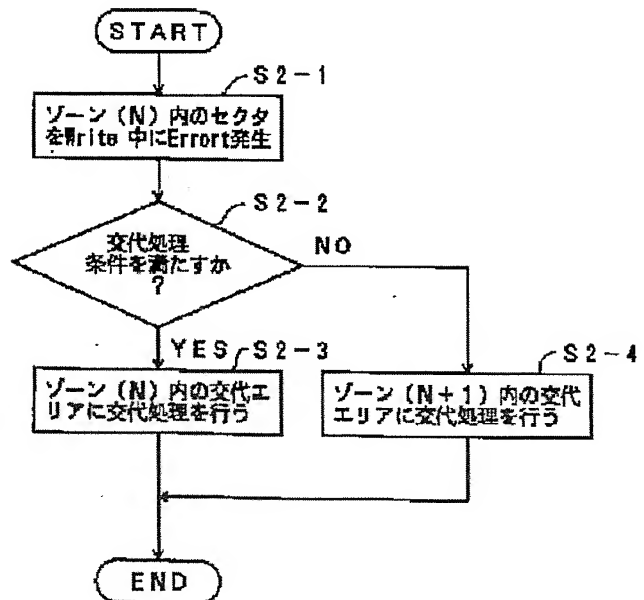 START
S2-1
ゾーン(N)内のセクタ
をWrite 中にErrort発生
S2-2
交代処理
条件を満たすか
?
NO
YES
S2-3
ゾーン(N)内の交代エ
リアに交代処理を行う
S2-4
ゾーン(N+1)内の交代
エリアに交代処理を行う
END